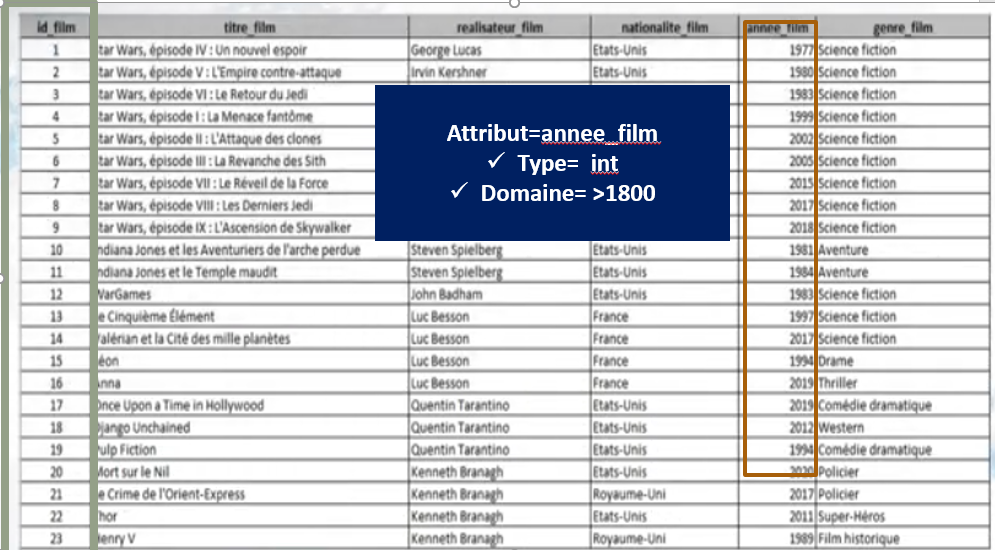 id_film titre_film realisateur_film nationalite_film annee_film genre_film
1 tar Wars, épisode IV : Un nouvel espoir George Lucas Etats-Unis 1977 Science fiction
2 tar Wars, épisode V : L'Empire contre-attaque Irvin Kershner Etats-Unis 1980 Science fiction
3 tar Wars, épisode VI : Le Retour du Jedi 1983 Science fiction
4 tar Wars, épisode I : La Menace fantôme 1999 Science fiction
5 tar Wars, épisode II : L'Attaque des clones 2002 Science fiction
6 tar Wars, épisode III : La Revanche des Sith 2005 Science fiction
7 tar Wars, épisode VII : Le Réveil de la Force 2015 Science fiction
8 tar Wars, épisode VIII : Les Derniers Jedi 2017 Science fiction
9 tar Wars, épisode IX : L'Ascension de Skywalker 2018 Science fiction
Attribut=annee_film
✓ Type= int
✓ Domaine= >1800
10 ndiana Jones et les Aventuriers de l'arche perdue Steven Spielberg Etats-Unis 1981 Aventure
11 ndiana Jones et le Temple maudit Steven Spielberg Etats-Unis 1984 Aventure
12 WarGames John Badham Etats-Unis 1983 Science fiction
13 e Cinquième Élément Luc Besson France 1997 Science fiction
14 Valérian et la Cité des mille planètes Luc Besson France 2017 Science fiction
15 éon Luc Besson France 1994 Drame
16 nna Luc Besson France 2019 Thriller
17 Once Upon a Time in Hollywood Quentin Tarantino Etats-Unis 2019 Comédie dramatique
18 Django Unchained Quentin Tarantino Etats-Unis 2012 Western
19 ulp Fiction Quentin Tarantino Etats-Unis 1994 Comédie dramatique
20 Mort sur le Nil Kenneth Branagh Etats-Unis 2020 Policier
21 e Crime de l'Orient-Express Kenneth Branagh Royaume-Uni 2017 Policier
22 hor Kenneth Branagh Etats-Unis 2011 Super-Héros
23 enry V Kenneth Branagh Royaume-Uni 1989 Film historique